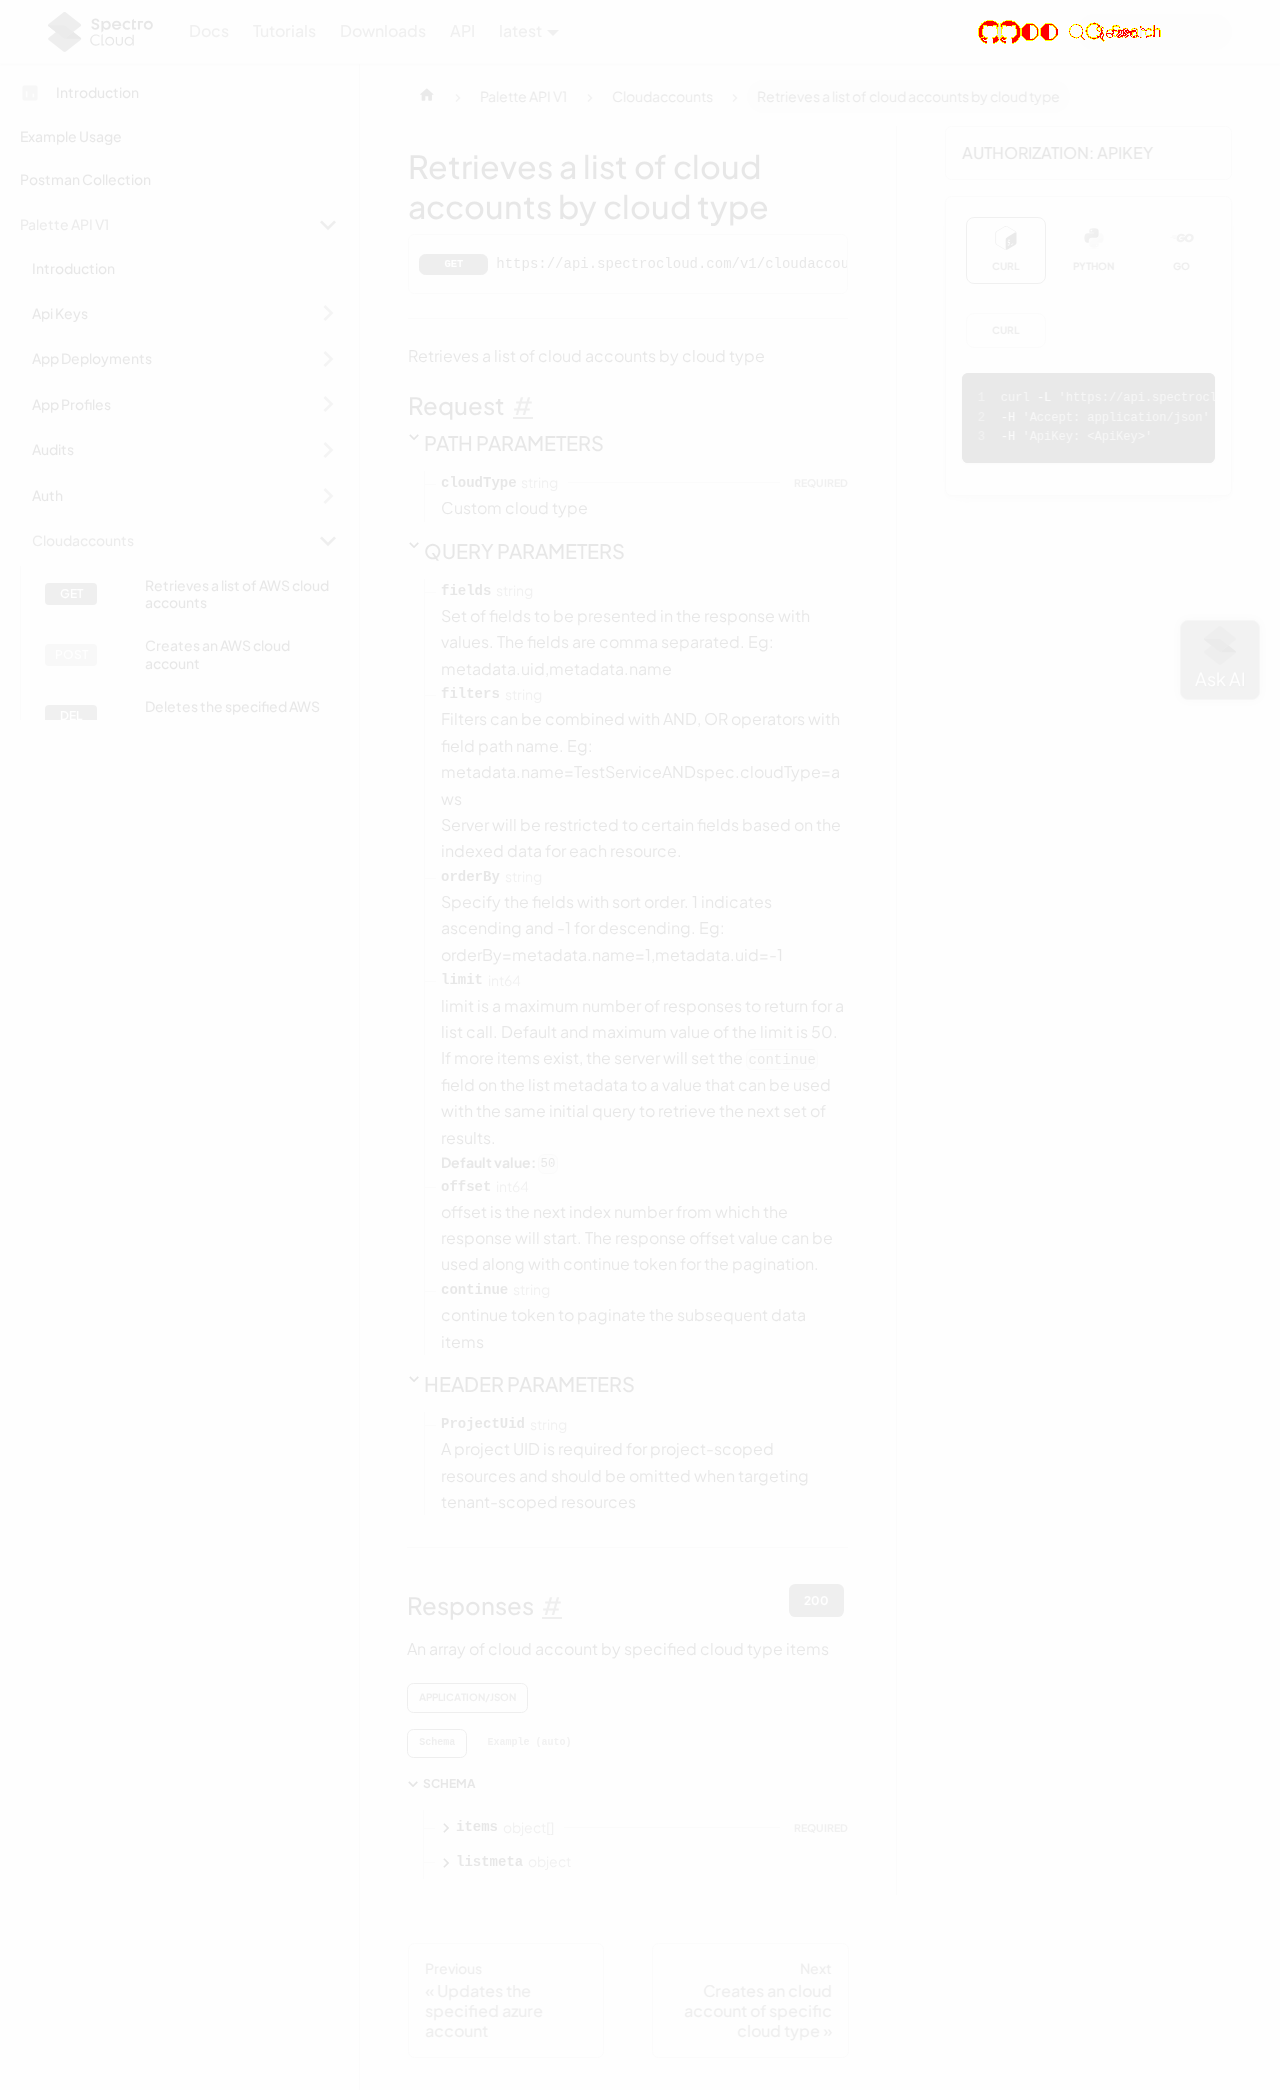 Spectro
Cloud
Docs
Tutorials
Downloads
API
latest
Introduction
Example Usage
Postman Collection
Palette API V1
Introduction
Api Keys
App Deployments
App Profiles
Audits
Auth
Cloudaccounts
GET
Retrieves a list of AWS cloud
accounts
POST
Creates an AWS cloud
account
DEL
Deletes the specified AWS
Palette API V1
Cloudaccounts
Retrieves a list of cloud accounts by cloud type
Retrieves a list of cloud
accounts by cloud type
GET
https://api.spectrocloud.com/v1/cloudaccou
Retrieves a list of cloud accounts by cloud type
Request #
PATH PARAMETERS
cloudType string REQUIRED
Custom cloud type
QUERY PARAMETERS
fields string
Set of fields to be presented in the response with
values. The fields are comma separated. Eg:
metadata.uid,metadata.name
filters string
Filters can be combined with AND, OR operators with
field path name. Eg:
metadata.name=TestServiceANDspec.cloudType=a
ws
Server will be restricted to certain fields based on the
indexed data for each resource.
orderBy string
Specify the fields with sort order. 1 indicates
ascending and -1 for descending. Eg:
orderBy=metadata.name=1,metadata.uid=-1
limit int64
limit is a maximum number of responses to return for a
list call. Default and maximum value of the limit is 50.
If more items exist, the server will set the continue
field on the list metadata to a value that can be used
with the same initial query to retrieve the next set of
results.
Default value: 50
offset int64
offset is the next index number from which the
response will start. The response offset value can be
used along with continue token for the pagination.
continue string
continue token to paginate the subsequent data
items
HEADER PARAMETERS
ProjectUid string
A project UID is required for project-scoped
resources and should be omitted when targeting
tenant-scoped resources
Responses #
200
An array of cloud account by specified cloud type items
APPLICATION/JSON
Schema
Example (auto)
SCHEMA
items object[] REQUIRED
listmeta object
Previous
« Updates the
specified azure
account
Next
Creates an cloud
account of specific
cloud type »
AUTHORIZATION: APIKEY
CURL
PYTHON
GO
GO
CURL
1 curl -L 'https://api.spectrocl
2 -H 'Accept: application/json'
3 -H 'ApiKey: <ApiKey>'
Ask AI